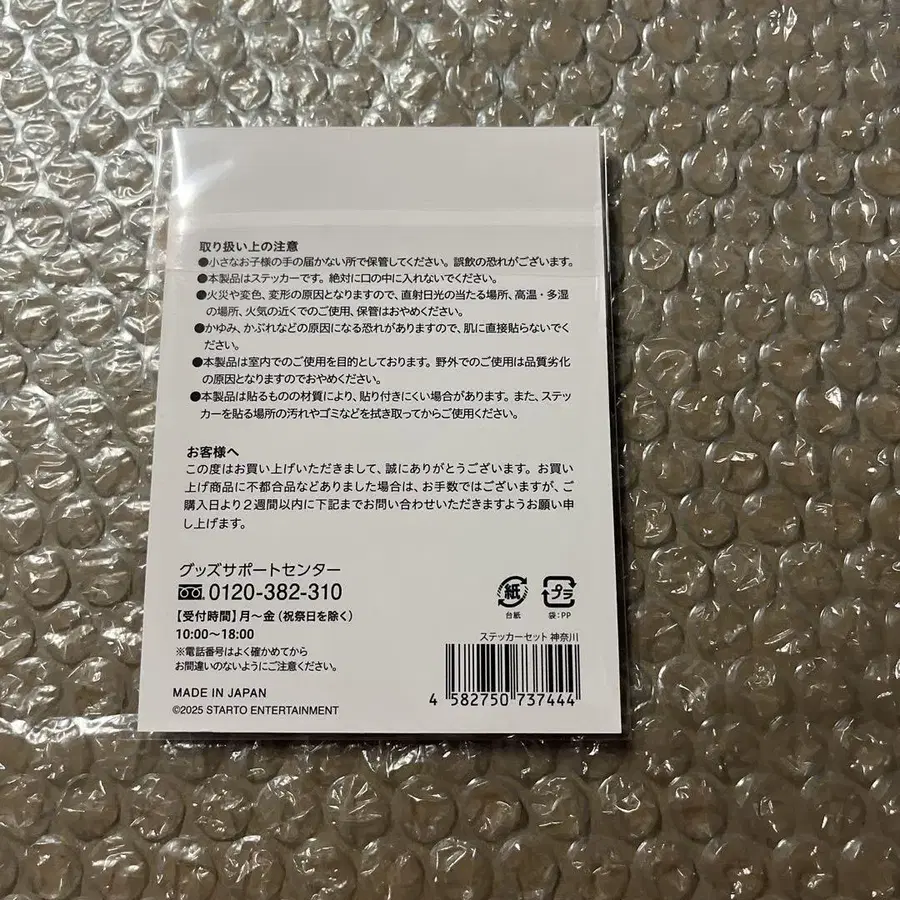 取り扱い上の注意
●小さなお子様の手の届かない所で保管してください。誤飲の恐れがございます。
●本製品はステッカーです。絶対に口の中に入れないでください。
●火災や変色、変形の原因となりますので、直射日光の当たる場所、高温・多湿
の場所、火気の近くでのご使用、保管はおやめください。
●かゆみ、かぶれなどの原因になる恐れがありますので、肌に直接貼らないでく
ださい。
●本製品は室内でのご使用を目的としております。野外でのご使用は品質劣化
の原因となりますのでおやめください。
●本製品は貼るものの材質により、貼り付きにくい場合があります。また、ステッ
カーを貼る場所の汚れやゴミなどを拭き取ってからご使用ください。
お客様へ
この度はお買い上げいただきまして、誠にありがとうございます。お買い
上げ商品に不都合品などありました場合は、お手数ではございますが、ご
購入日より2週間以内に下記までお問い合わせいただきますようお願い申
し上げます。
グッズサポートセンター
0120-382-310
【受付時間】月〜金（祝祭日を除く）
10:00〜18:00
※電話番号はよく確かめてから
お間違いのないようにご注意ください。
MADE IN JAPAN
©2025 STARTO ENTERTAINMENT
紙
台紙
プラ
袋:PP
ステッカーセット 神奈川
4 582750 737444